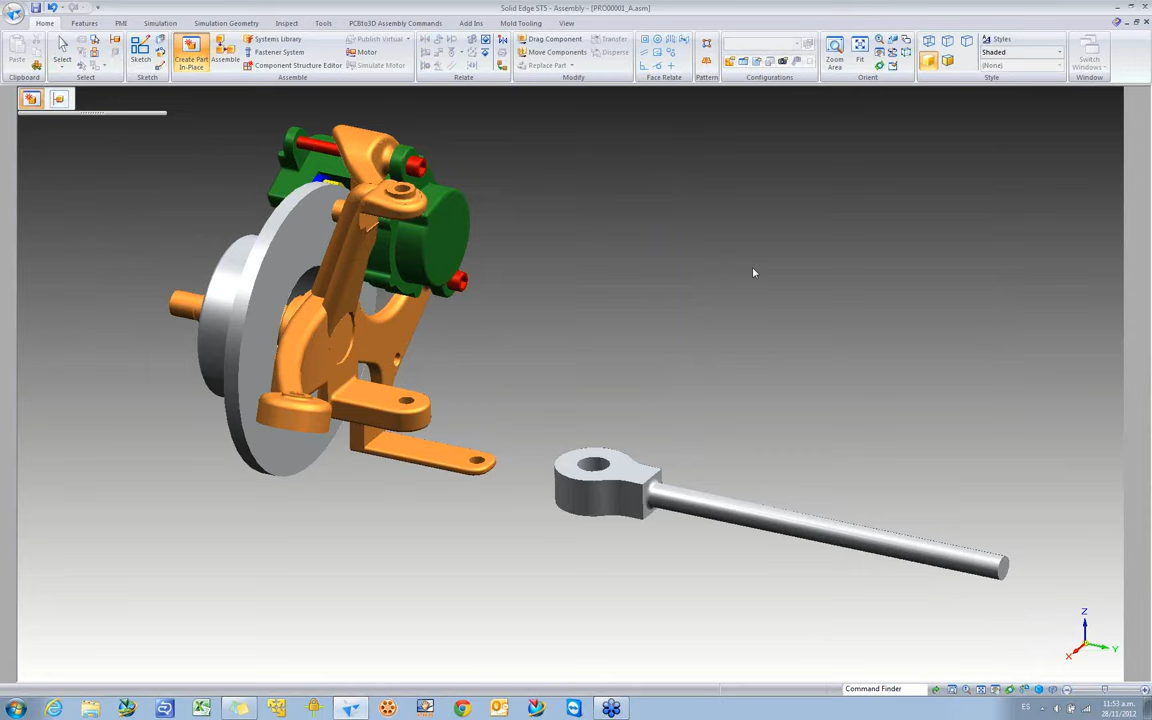 Solid Edge ST5 - Assembly - [PRO00001_A.asm]
Home Features PMI Simulation Simulation Geometry Inspect Tools PCBto3D Assembly Commands Add Ins Mold Tooling View
Paste
Clipboard
Select
Select
Sketch
Sketch
Create Part In-Place
Assemble
Systems Library
Fastener System
Component Structure Editor
Publish Virtual
Motor
Simulate Motor
Assemble
Relate
Drag Component
Move Components
Replace Part
Transfer
Disperse
Modify
Face Relate
Pattern
Configurations
Zoom Area
Fit
Orient
Styles
Shaded
(None)
Style
Switch Windows
Window
Z
X
Y
Command Finder
ES
11:53 a.m.
28/11/2012